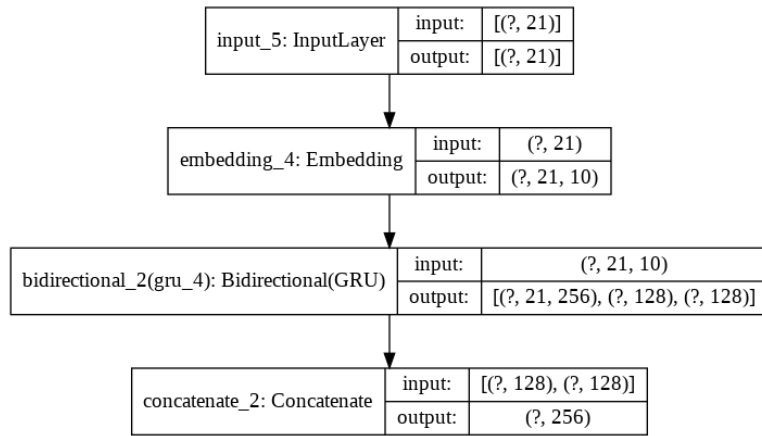 input_5: InputLayer
input: [(?, 21)]
output: [(?, 21)]
embedding_4: Embedding
input: (?, 21)
output: (?, 21, 10)
bidirectional_2(gru_4): Bidirectional(GRU)
input: (?, 21, 10)
output: [(?, 21, 256), (?, 128), (?, 128)]
concatenate_2: Concatenate
input: [(?, 128), (?, 128)]
output: (?, 256)